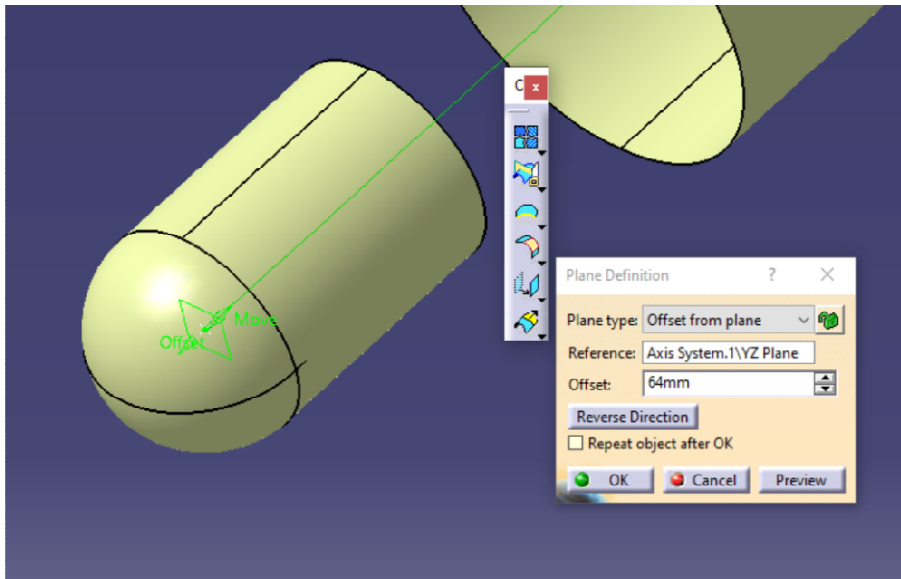 C... x
Move
Offset
Plane Definition ? ×
Plane type: Offset from plane
Reference: Axis System.1\YZ Plane
Offset: 64mm
Reverse Direction
Repeat object after OK
OK Cancel Preview